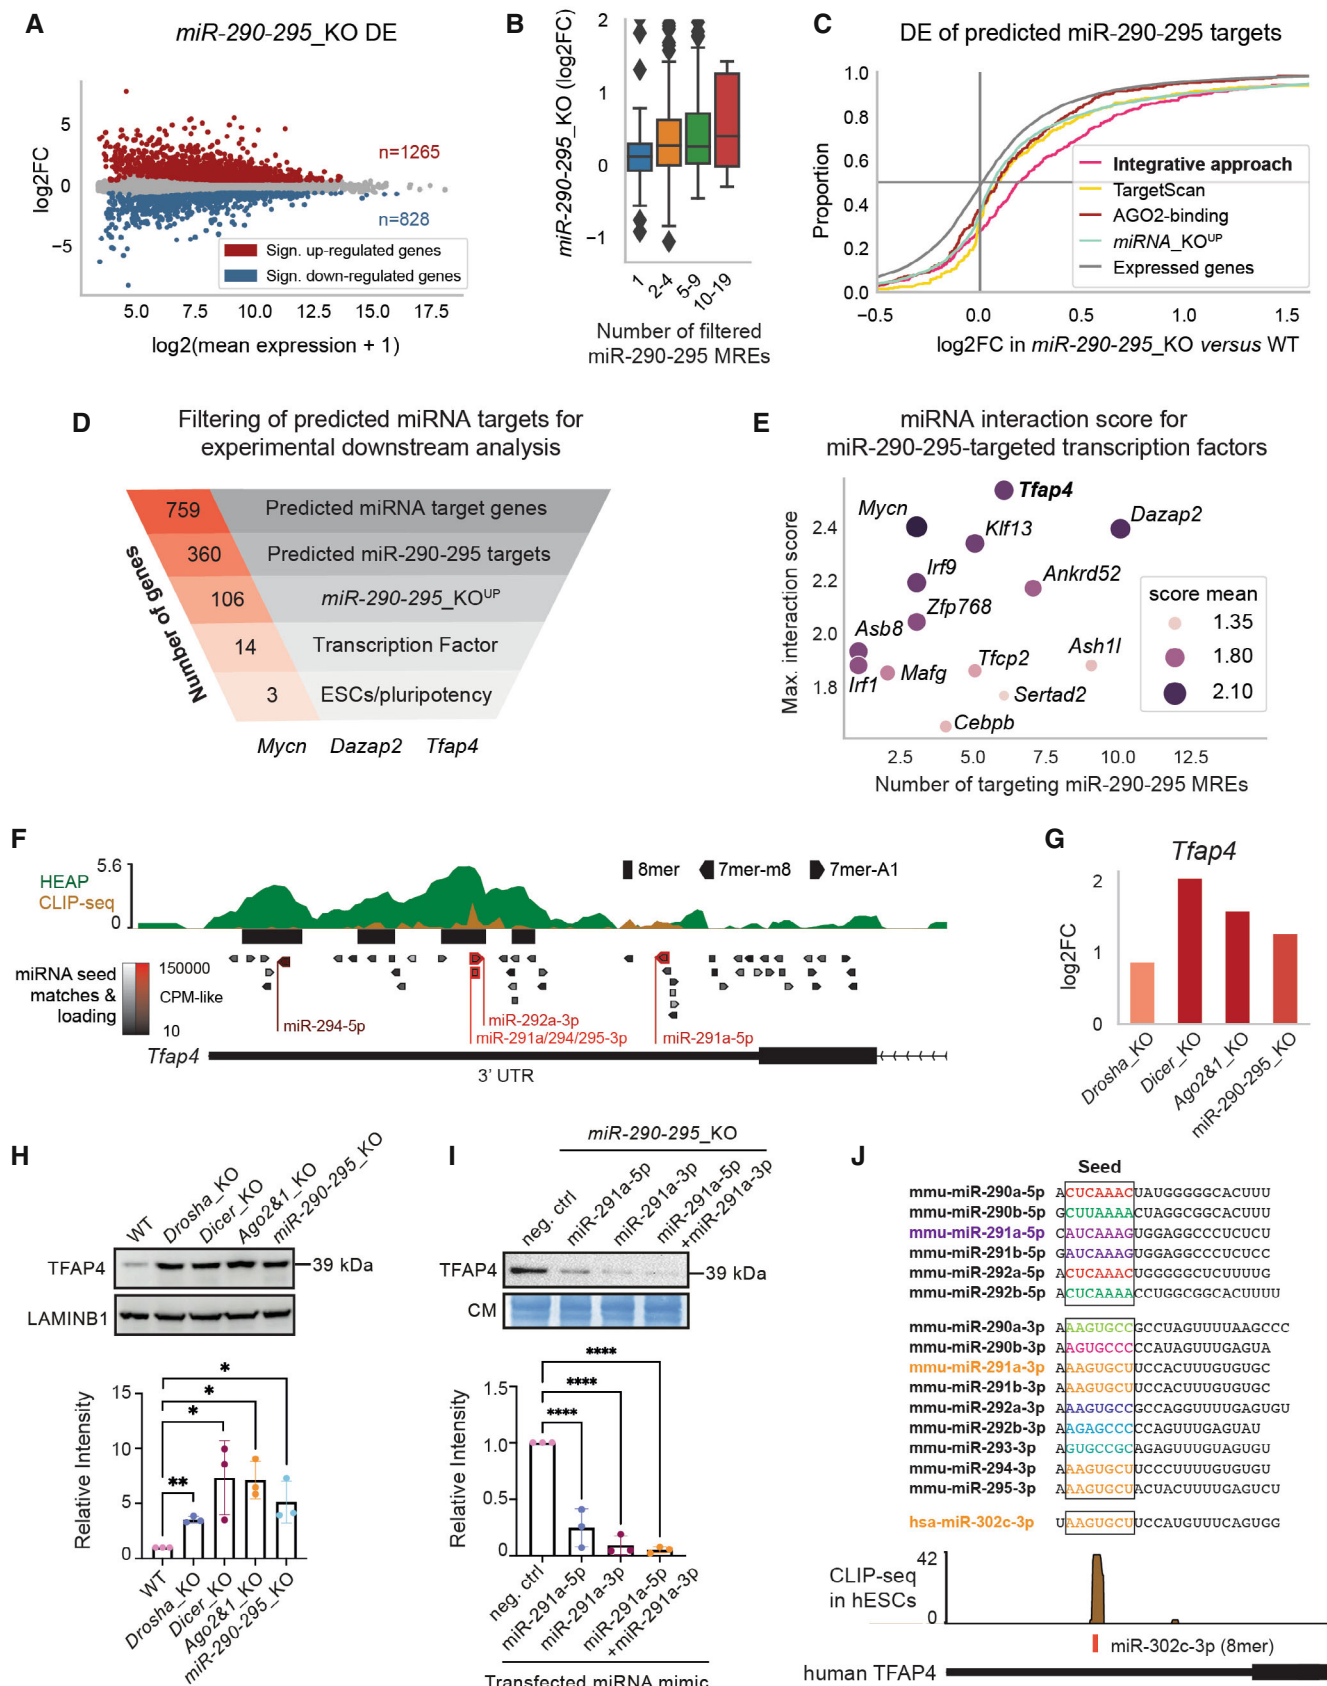 A
miR-290-295_KO DE
log2FC
5
0
−5
n=1265
n=828
Sign. up-regulated genes
Sign. down-regulated genes
5.0 7.5 10.0 12.5 15.0 17.5
log2(mean expression + 1)
B
miR-290-295_KO (log2FC)
2
1
0
−1
1 2-4 5-9 10-19
Number of filtered
miR-290-295 MREs
C
DE of predicted miR-290-295 targets
Proportion
1.0
0.8
0.6
0.4
0.2
0.0
Integrative approach
TargetScan
AGO2-binding
miRNA_KOUP
Expressed genes
−0.5 0.0 0.5 1.0 1.5
log2FC in miR-290-295_KO versus WT
D
Filtering of predicted miRNA targets for
experimental downstream analysis
Number of genes
759 Predicted miRNA target genes
360 Predicted miR-290-295 targets
106 miR-290-295_KOUP
14 Transcription Factor
3 ESCs/pluripotency
Mycn Dazap2 Tfap4
E
miRNA interaction score for
miR-290-295-targeted transcription factors
Max. interaction score
2.4
2.2
2.0
1.8
Tfap4
Mycn
Dazap2
Klf13
Irf9
Ankrd52
Zfp768
Asb8
Irf1
Mafg
Tfcp2
Ash1l
Sertad2
Cebpb
score mean
1.35
1.80
2.10
2.5 5.0 7.5 10.0 12.5
Number of targeting miR-290-295 MREs
F
5.6
HEAP
CLIP-seq
0
8mer 7mer-m8 7mer-A1
miRNA seed
matches &
loading
150000
CPM-like
10
miR-294-5p
miR-292a-3p
miR-291a/294/295-3p
miR-291a-5p
Tfap4
3' UTR
G
Tfap4
log2FC
2
1
0
Drosha_KO
Dicer_KO
Ago2&1_KO
miR-290-295_KO
H
WT
Drosha_KO
Dicer_KO
Ago2&1_KO
miR-290-295_KO
TFAP4
39 kDa
LAMINB1
Relative Intensity
15
10
5
0
*
*
*
**
WT
Drosha_KO
Dicer_KO
Ago2&1_KO
miR-290-295_KO
I
miR-290-295_KO
neg. ctrl
miR-291a-5p
miR-291a-3p
miR-291a-5p
+miR-291a-3p
TFAP4
39 kDa
CM
Relative Intensity
1.5
1.0
0.5
0
****
****
****
neg. ctrl
miR-291a-5p
miR-291a-3p
miR-291a-5p
+miR-291a-3p
Transfected miRNA mimic
J
Seed
mmu-miR-290a-5p ACUCAAACUAUGGGGGCACUUU
mmu-miR-290b-5p GCUUAAAACUAGGCGGCACUUU
mmu-miR-291a-5p CAUCAAAGUGGAGGCCCUCUCU
mmu-miR-291b-5p GAUCAAAGUGGAGGCCCUCUCC
mmu-miR-292a-5p ACUCAAACUGGGGGCUCUUUUG
mmu-miR-292b-5p ACUCAAAACCUGGCGGCACUUUU
mmu-miR-290a-3p AAAGUGCCGCCUAGUUUUAAGCCC
mmu-miR-290b-3p AAGUGCCCCCAUAGUUUGAGUA
mmu-miR-291a-3p AAAGUGCUUCCACUUUGUGUGC
mmu-miR-291b-3p AAAGUGCUUCCACUUUGUGUGC
mmu-miR-292a-3p AAAGUGCCGCCAGGUUUUGAGUGU
mmu-miR-292b-3p AAGAGCCCCCAGUUUGAGUAU
mmu-miR-293-3p AGUGCCGCAGAGUUUGUAGUGU
mmu-miR-294-3p AAAGUGCUUCCCUUUUGUGUGU
mmu-miR-295-3p AAAGUGCUACUACUUUUGAGUCU
hsa-miR-302c-3p UAAGUGCUUCCAUGUUUCAGUGG
42
CLIP-seq
in hESCs
0
miR-302c-3p (8mer)
human TFAP4